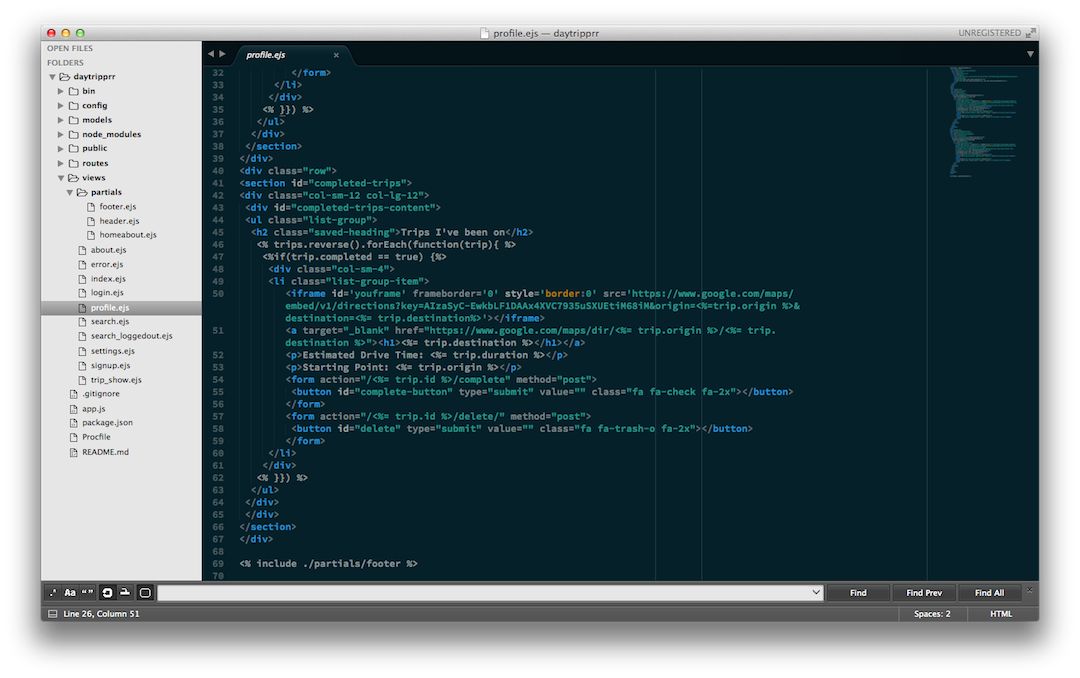 profile.ejs — daytripprr
UNREGISTERED
OPEN FILES
FOLDERS
daytripprr
bin
config
models
node_modules
public
routes
views
partials
footer.ejs
header.ejs
homeabout.ejs
about.ejs
error.ejs
index.ejs
login.ejs
profile.ejs
search.ejs
search_loggedout.ejs
settings.ejs
signup.ejs
trip_show.ejs
.gitignore
app.js
package.json
Procfile
README.md
profile.ejs ×
32 </form>
33 </li>
34 </div>
35 <% }}) %>
36 </ul>
37 </div>
38 </section>
39 </div>
40 <div class="row">
41 <section id="completed-trips">
42 <div class="col-sm-12 col-lg-12">
43 <div id="completed-trips-content">
44 <ul class="list-group">
45 <h2 class="saved-heading">Trips I've been on</h2>
46 <% trips.reverse().forEach(function(trip){ %>
47 <%if(trip.completed == true) {%>
48 <div class="col-sm-4">
49 <li class="list-group-item">
50 <iframe id='youframe' frameborder='0' style='border:0' src='https://www.google.com/maps/
embed/v1/directions?key=AIzaSyC-EwkbLF1DAAx4XVC7935uSXUEtiM68iM&origin=<%=trip.origin %>&
destination=<%= trip.destination%>'></iframe>
51 <a target="_blank" href="https://www.google.com/maps/dir/<%= trip.origin %>/<%= trip.
destination %>"><h1><%= trip.destination %></h1></a>
52 <p>Estimated Drive Time: <%= trip.duration %></p>
53 <p>Starting Point: <%= trip.origin %></p>
54 <form action="/<%= trip.id %>/complete" method="post">
55 <button id="complete-button" type="submit" value="" class="fa fa-check fa-2x"></button>
56 </form>
57 <form action="/<%= trip.id %>/delete/" method="post">
58 <button id="delete" type="submit" value="" class="fa fa-trash-o fa-2x"></button>
59 </form>
60 </li>
61 </div>
62 <% }}) %>
63 </ul>
64 </div>
65 </div>
66 </section>
67 </div>
68
69 <% include ./partials/footer %>
70
.* Aa “” Find Find Prev Find All ×
Line 26, Column 51 Spaces: 2 HTML